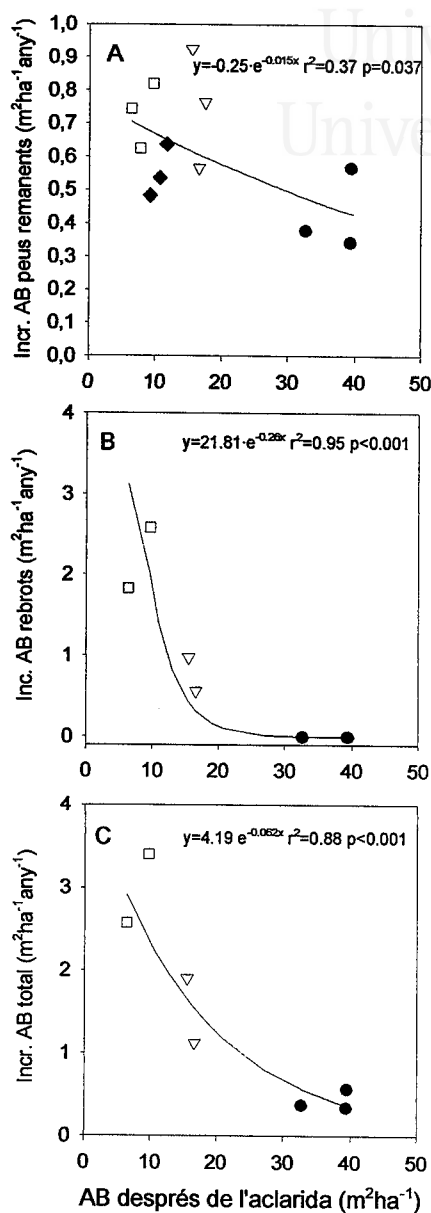 Unive
Unive
A
y=-0.25·e^-0.015x r²=0.37 p=0.037
Incr. AB peus remanents (m²ha⁻¹any⁻¹)
1,0
0,9
0,8
0,7
0,6
0,5
0,4
0,3
0,2
0,1
0,0
0 10 20 30 40 50
B
y=21.81·e^-0.26x r²=0.95 p<0.001
Inc. AB rebrots (m²ha⁻¹any⁻¹)
4
3
2
1
0
0 10 20 30 40 50
C
y=4.19 e^-0.062x r²=0.88 p<0.001
Incr. AB total (m²ha⁻¹any⁻¹)
4
3
2
1
0
0 10 20 30 40 50
AB després de l'aclarida (m²ha⁻¹)